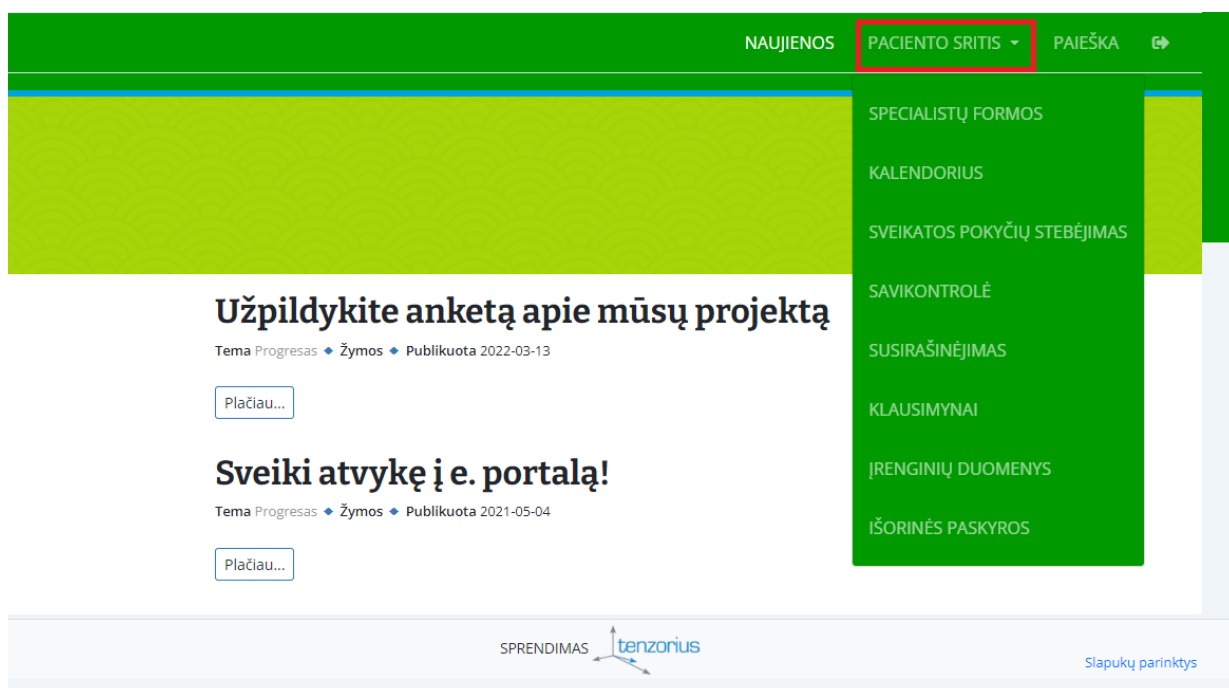 NAUJIENOS PACIENTO SRITIS PAIEŠKA
SPECIALISTŲ FORMOS
KALENDORIUS
SVEIKATOS POKYČIŲ STEBĖJIMAS
SAVIKONTROLĖ
SUSIRAŠINĖJIMAS
KLAUSIMYNAI
ĮRENGINIŲ DUOMENYS
IŠORINĖS PASKYROS
Užpildykite anketą apie mūsų projektą
Tema Progresas ◆ Žymos ◆ Publikuota 2022-03-13
Plačiau...
Sveiki atvykę į e. portalą!
Tema Progresas ◆ Žymos ◆ Publikuota 2021-05-04
Plačiau...
SPRENDIMAS tenzorius
Slapukų parinktys